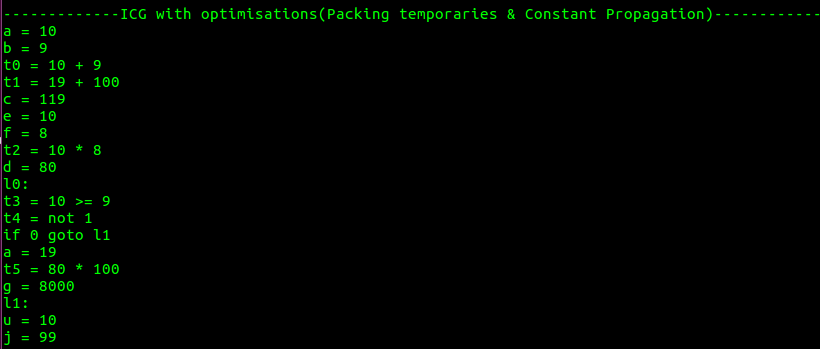 -------------ICG with optimisations(Packing temporaries & Constant Propagation)------------
a = 10
b = 9
t0 = 10 + 9
t1 = 19 + 100
c = 119
e = 10
f = 8
t2 = 10 * 8
d = 80
l0:
t3 = 10 >= 9
t4 = not 1
if 0 goto l1
a = 19
t5 = 80 * 100
g = 8000
l1:
u = 10
j = 99